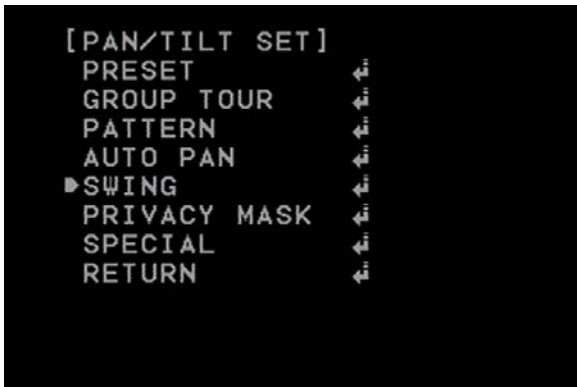 [PAN/TILT SET]
PRESET
GROUP TOUR
PATTERN
AUTO PAN
SWING
PRIVACY MASK
SPECIAL
RETURN